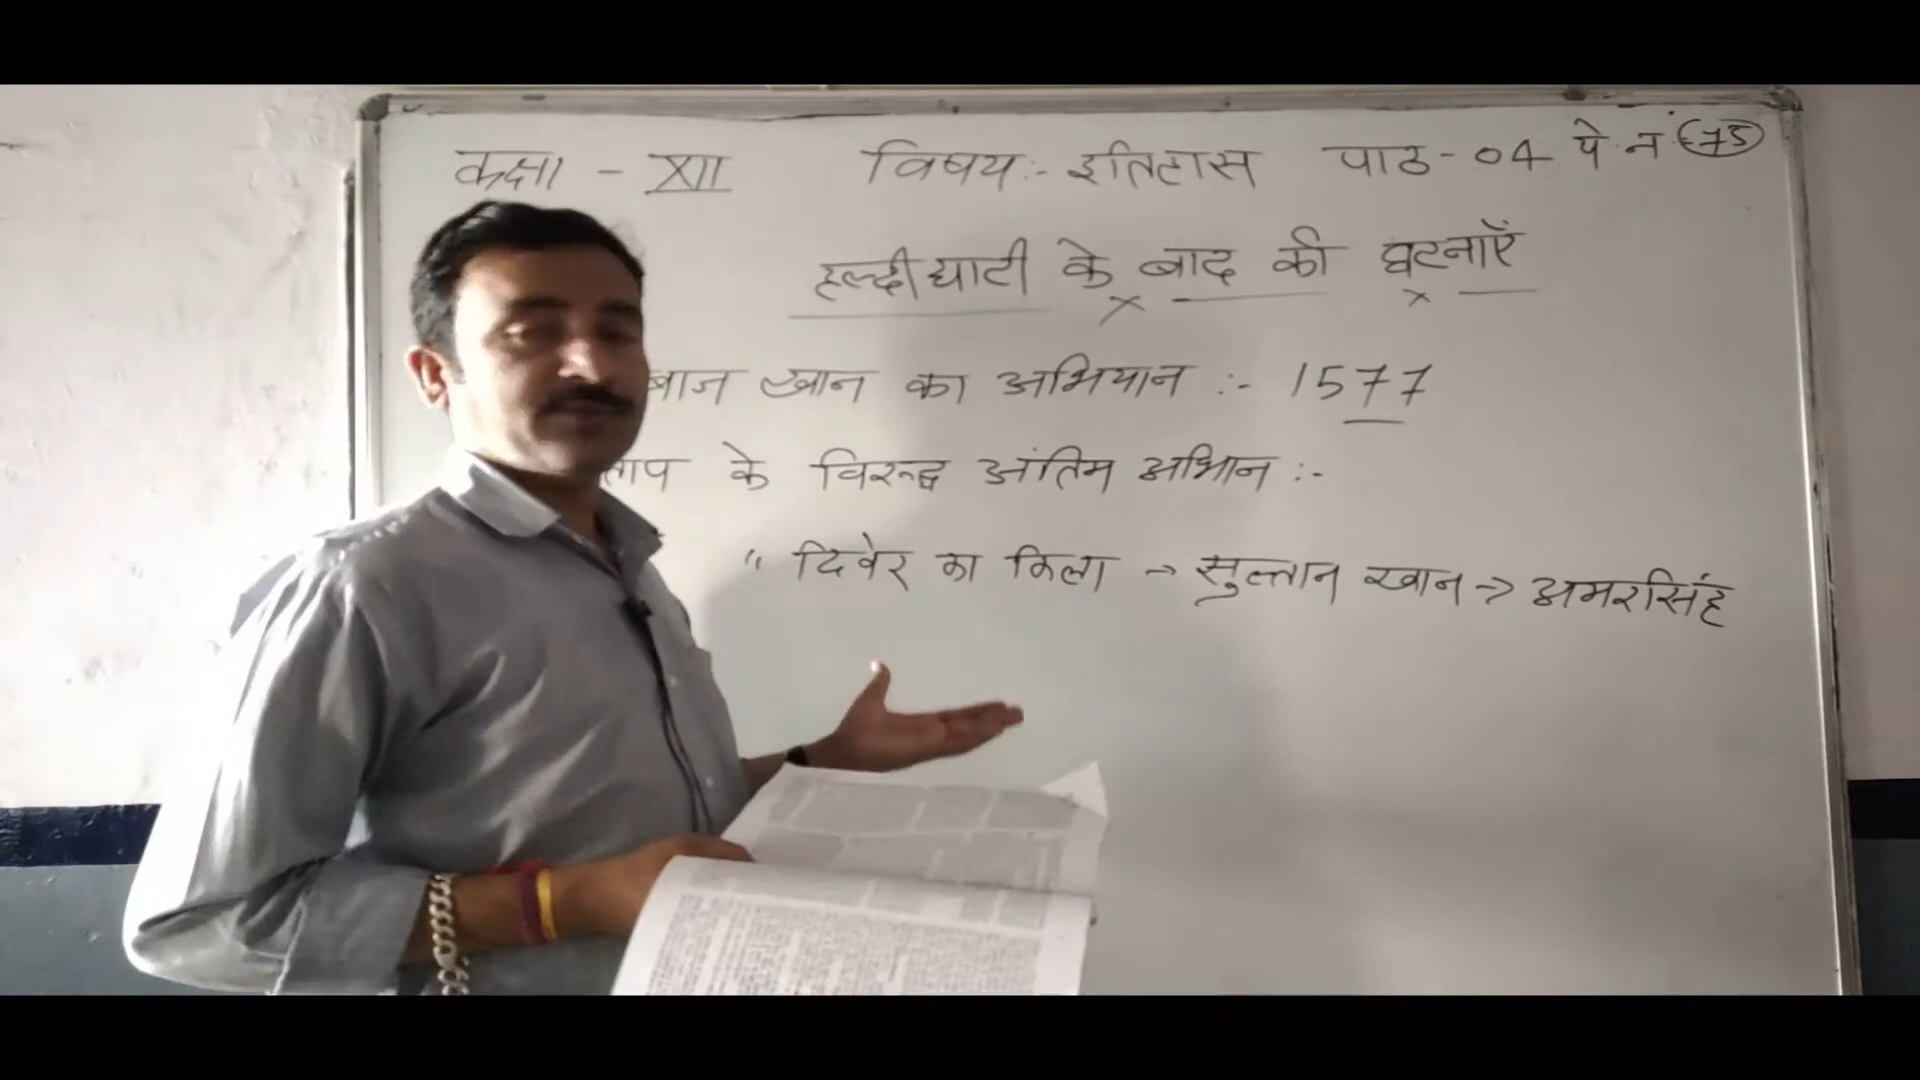 कक्षा - XII विषय:- इतिहास पाठ-04 पे.नं. 75
हल्दीघाटी के बाद की घटनाएँ
बाज खान का अभियान :- 1577
ताप के विरुद्ध अंतिम अभिान :-
" दिवेर का किला → सुल्तान खान → अमरसिंह